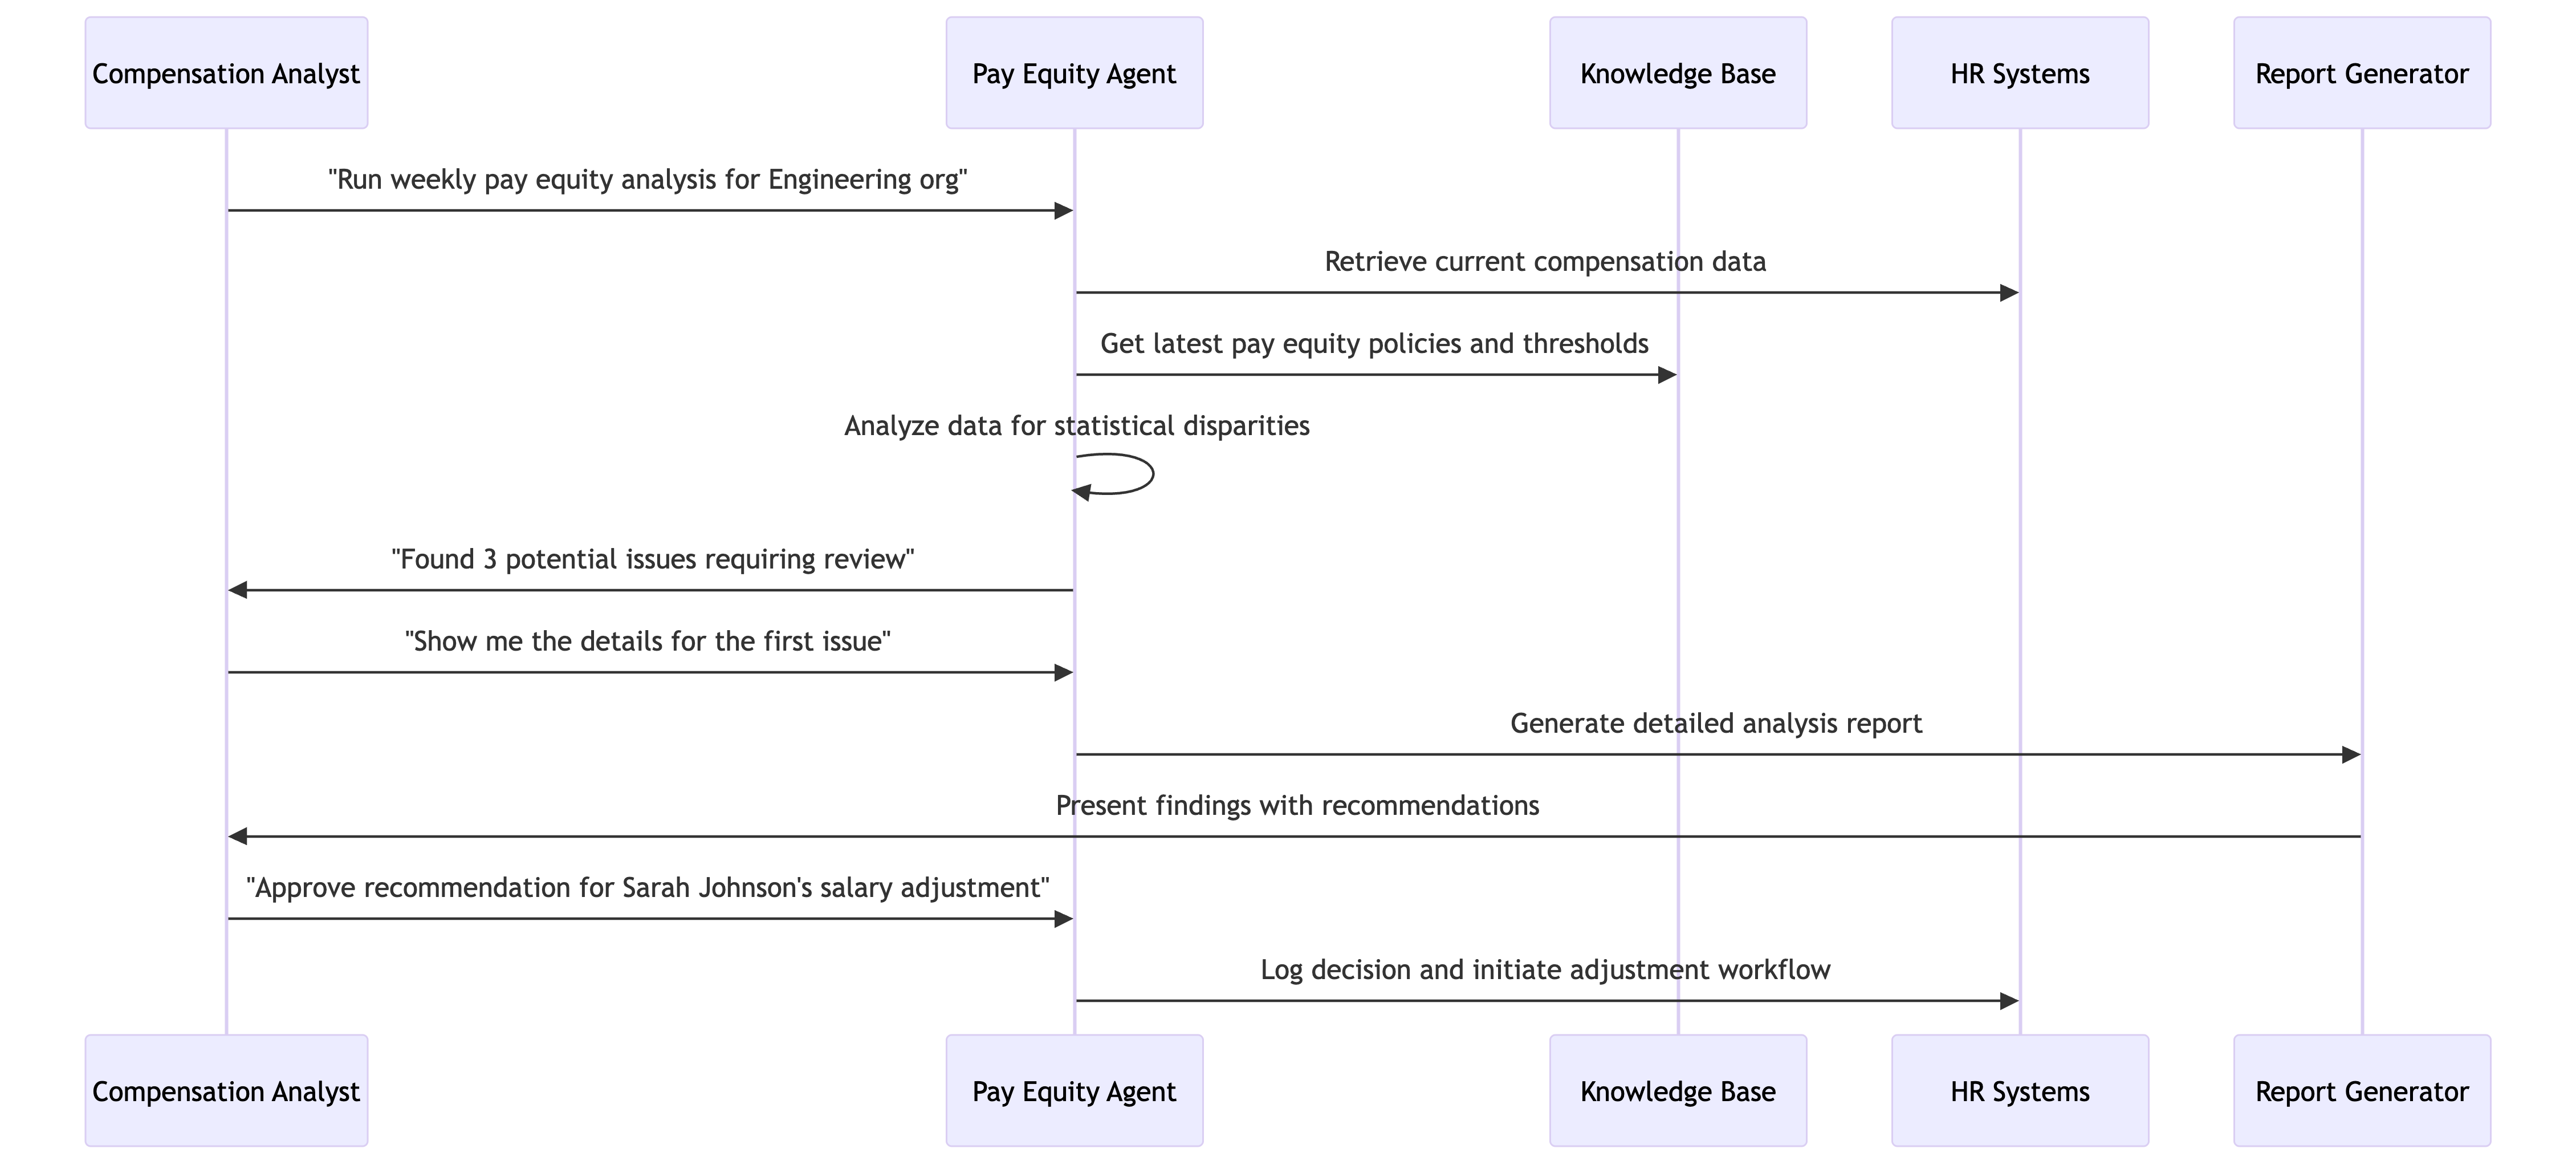 Compensation Analyst
Pay Equity Agent
Knowledge Base
HR Systems
Report Generator
"Run weekly pay equity analysis for Engineering org"
Retrieve current compensation data
Get latest pay equity policies and thresholds
Analyze data for statistical disparities
"Found 3 potential issues requiring review"
"Show me the details for the first issue"
Generate detailed analysis report
Present findings with recommendations
"Approve recommendation for Sarah Johnson's salary adjustment"
Log decision and initiate adjustment workflow
Compensation Analyst
Pay Equity Agent
Knowledge Base
HR Systems
Report Generator